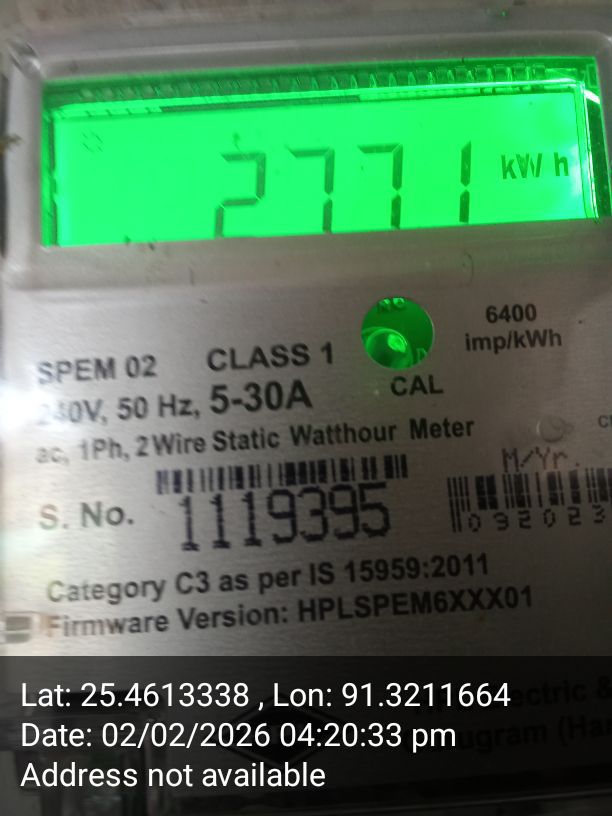 2771 kWh
6400
imp/kWh
SPEM 02 CLASS 1
CAL
240V, 50 Hz, 5-30A
ac, 1Ph, 2 Wire Static Watthour Meter
M/Yr.
S. No. 1119395
092023
Category C3 as per IS 15959:2011
Firmware Version: HPLSPEM6XXX01
Lat: 25.4613338 , Lon: 91.3211664
Date: 02/02/2026 04:20:33 pm
Address not available